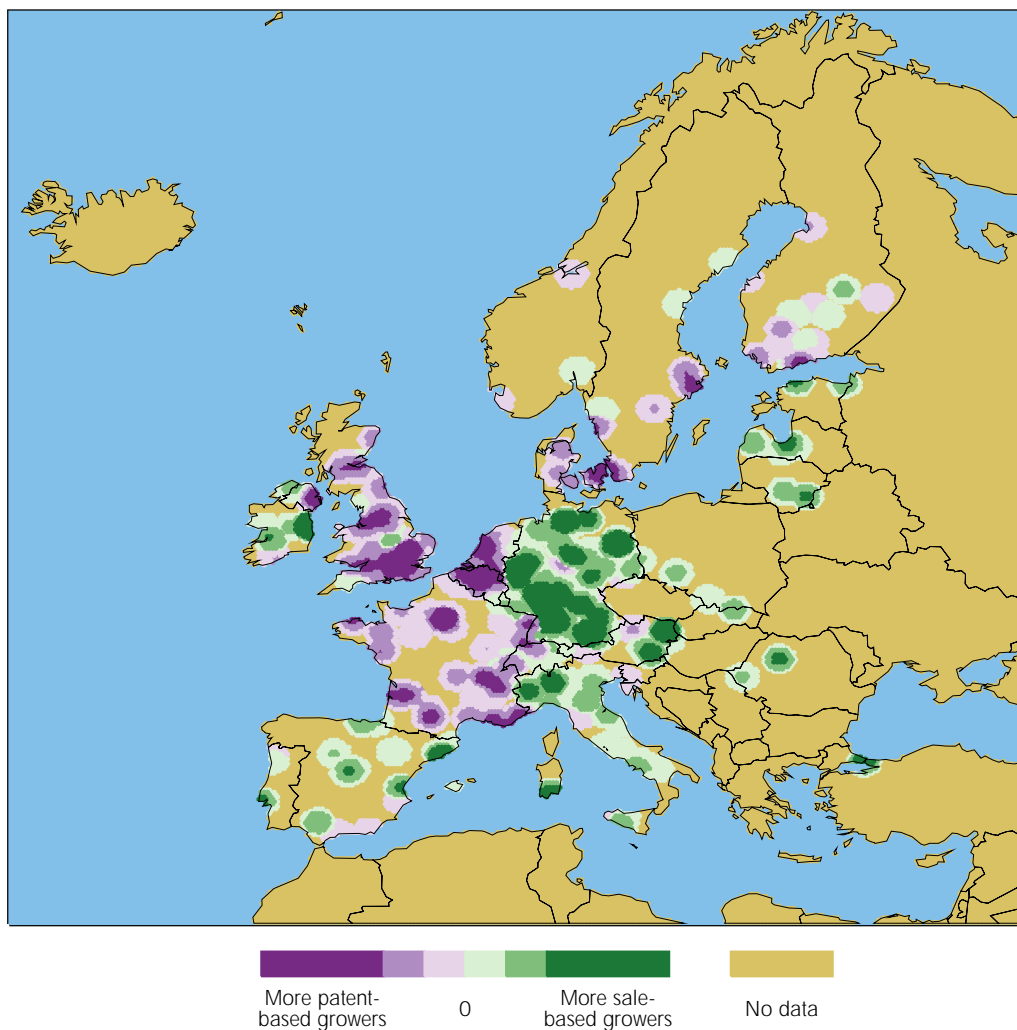 More patent-
based growers
0
More sale-
based growers
No data